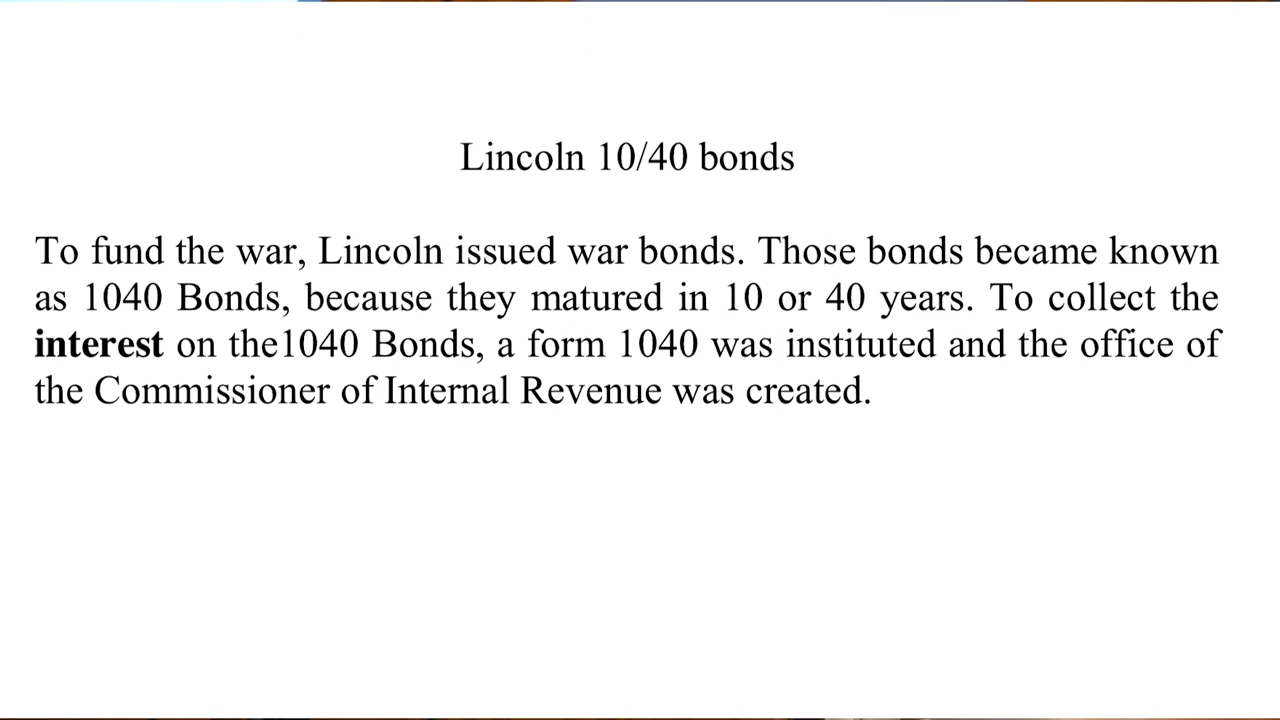 Lincoln 10/40 bonds
To fund the war, Lincoln issued war bonds. Those bonds became known
as 1040 Bonds, because they matured in 10 or 40 years. To collect the
interest on the1040 Bonds, a form 1040 was instituted and the office of
the Commissioner of Internal Revenue was created.